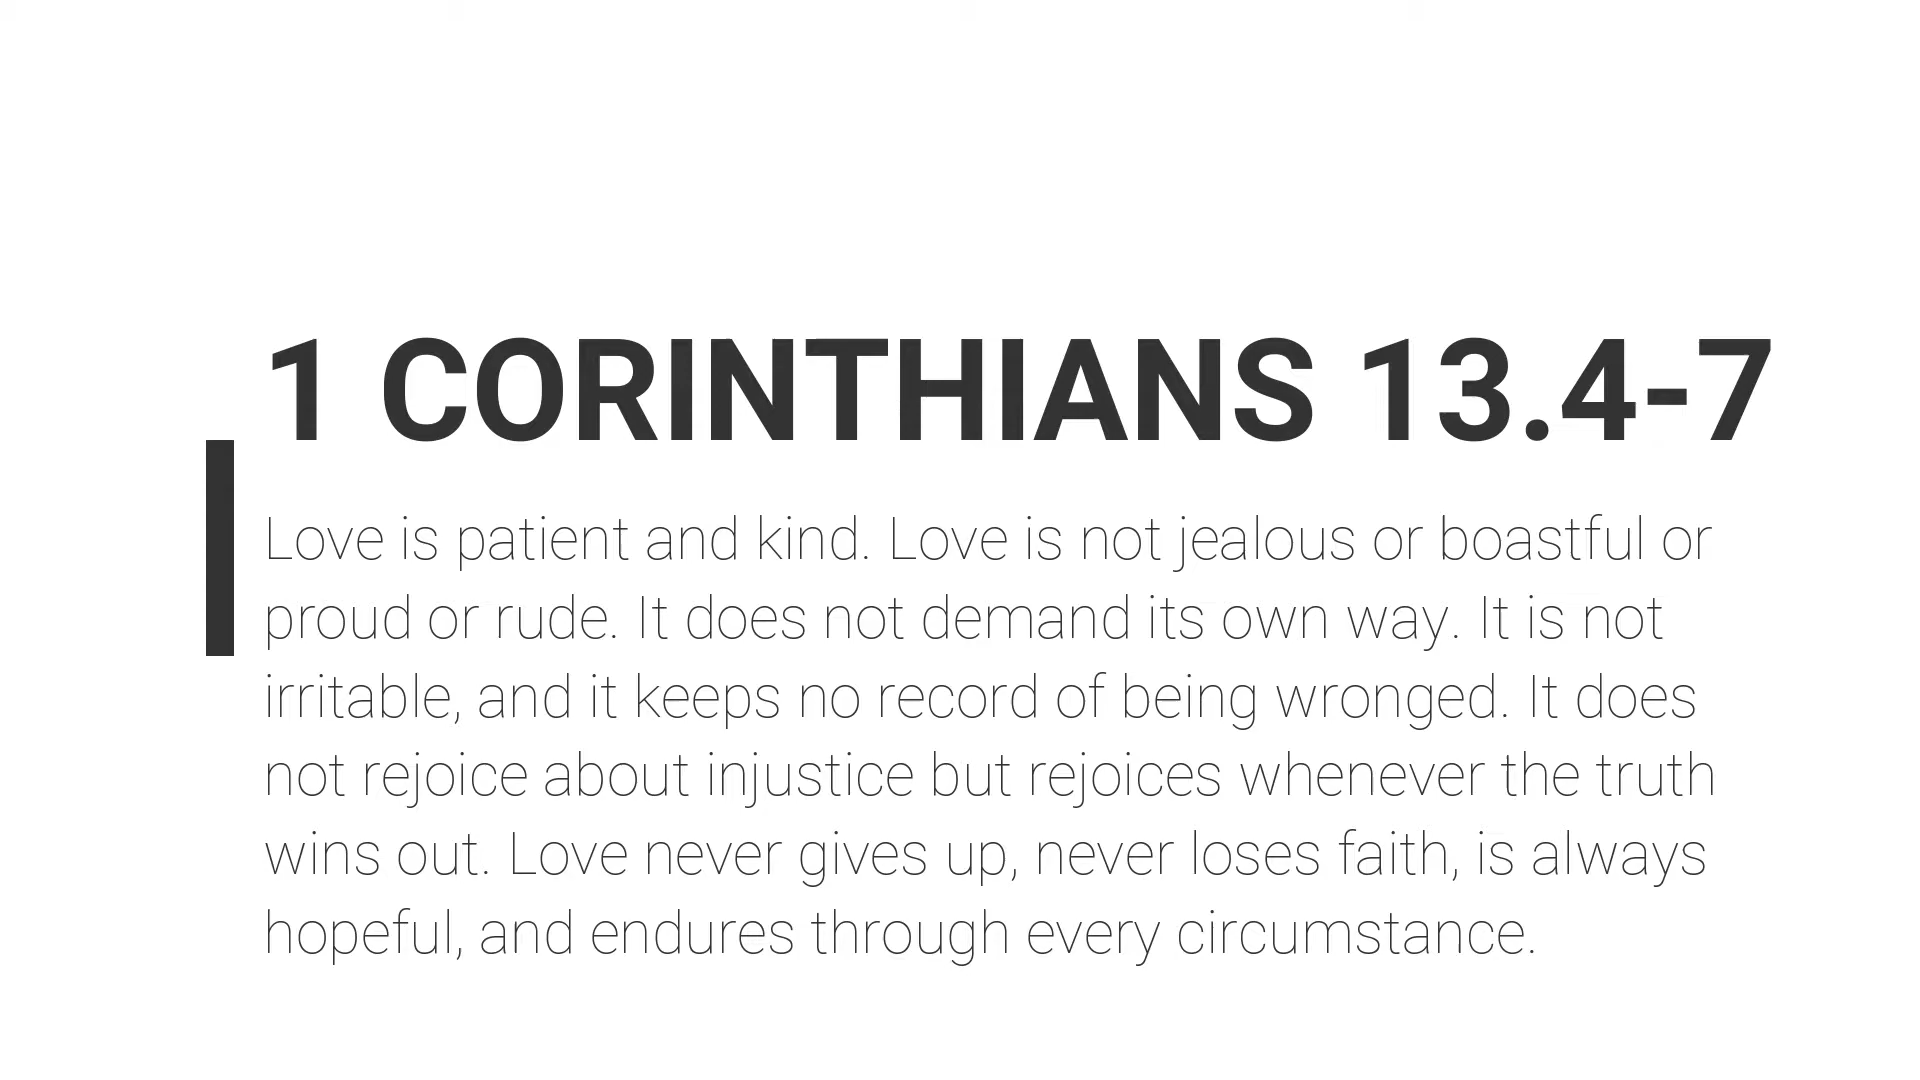 1 CORINTHIANS 13.4-7
Love is patient and kind. Love is not jealous or boastful or
proud or rude. It does not demand its own way. It is not
irritable, and it keeps no record of being wronged. It does
not rejoice about injustice but rejoices whenever the truth
wins out. Love never gives up, never loses faith, is always
hopeful, and endures through every circumstance.